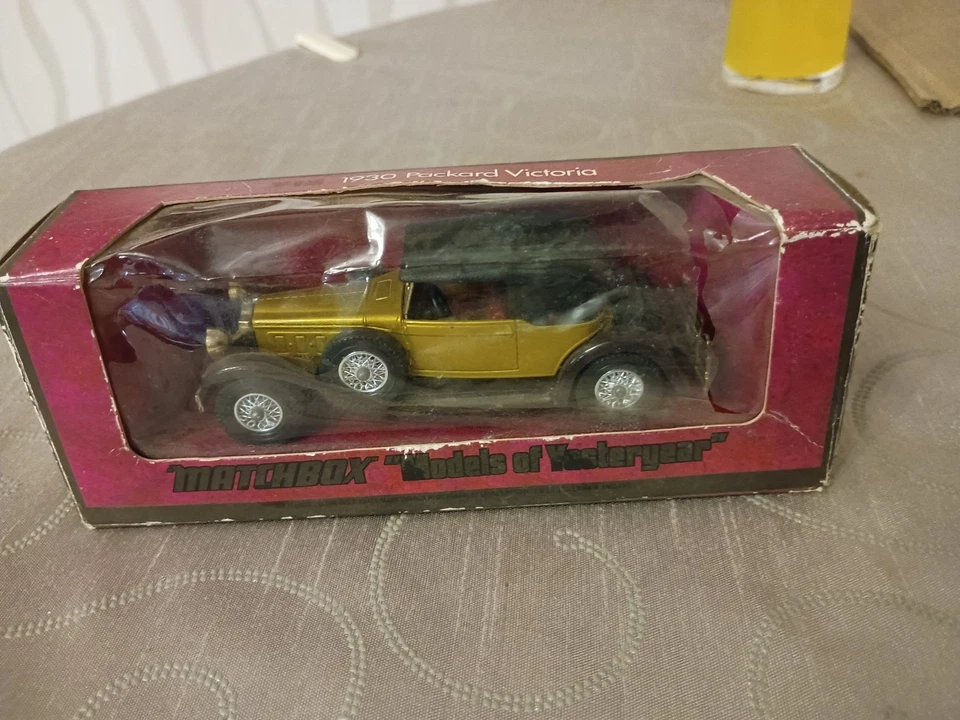 1930 Packard Victoria
MATCHBOX "Models of Yesteryear"